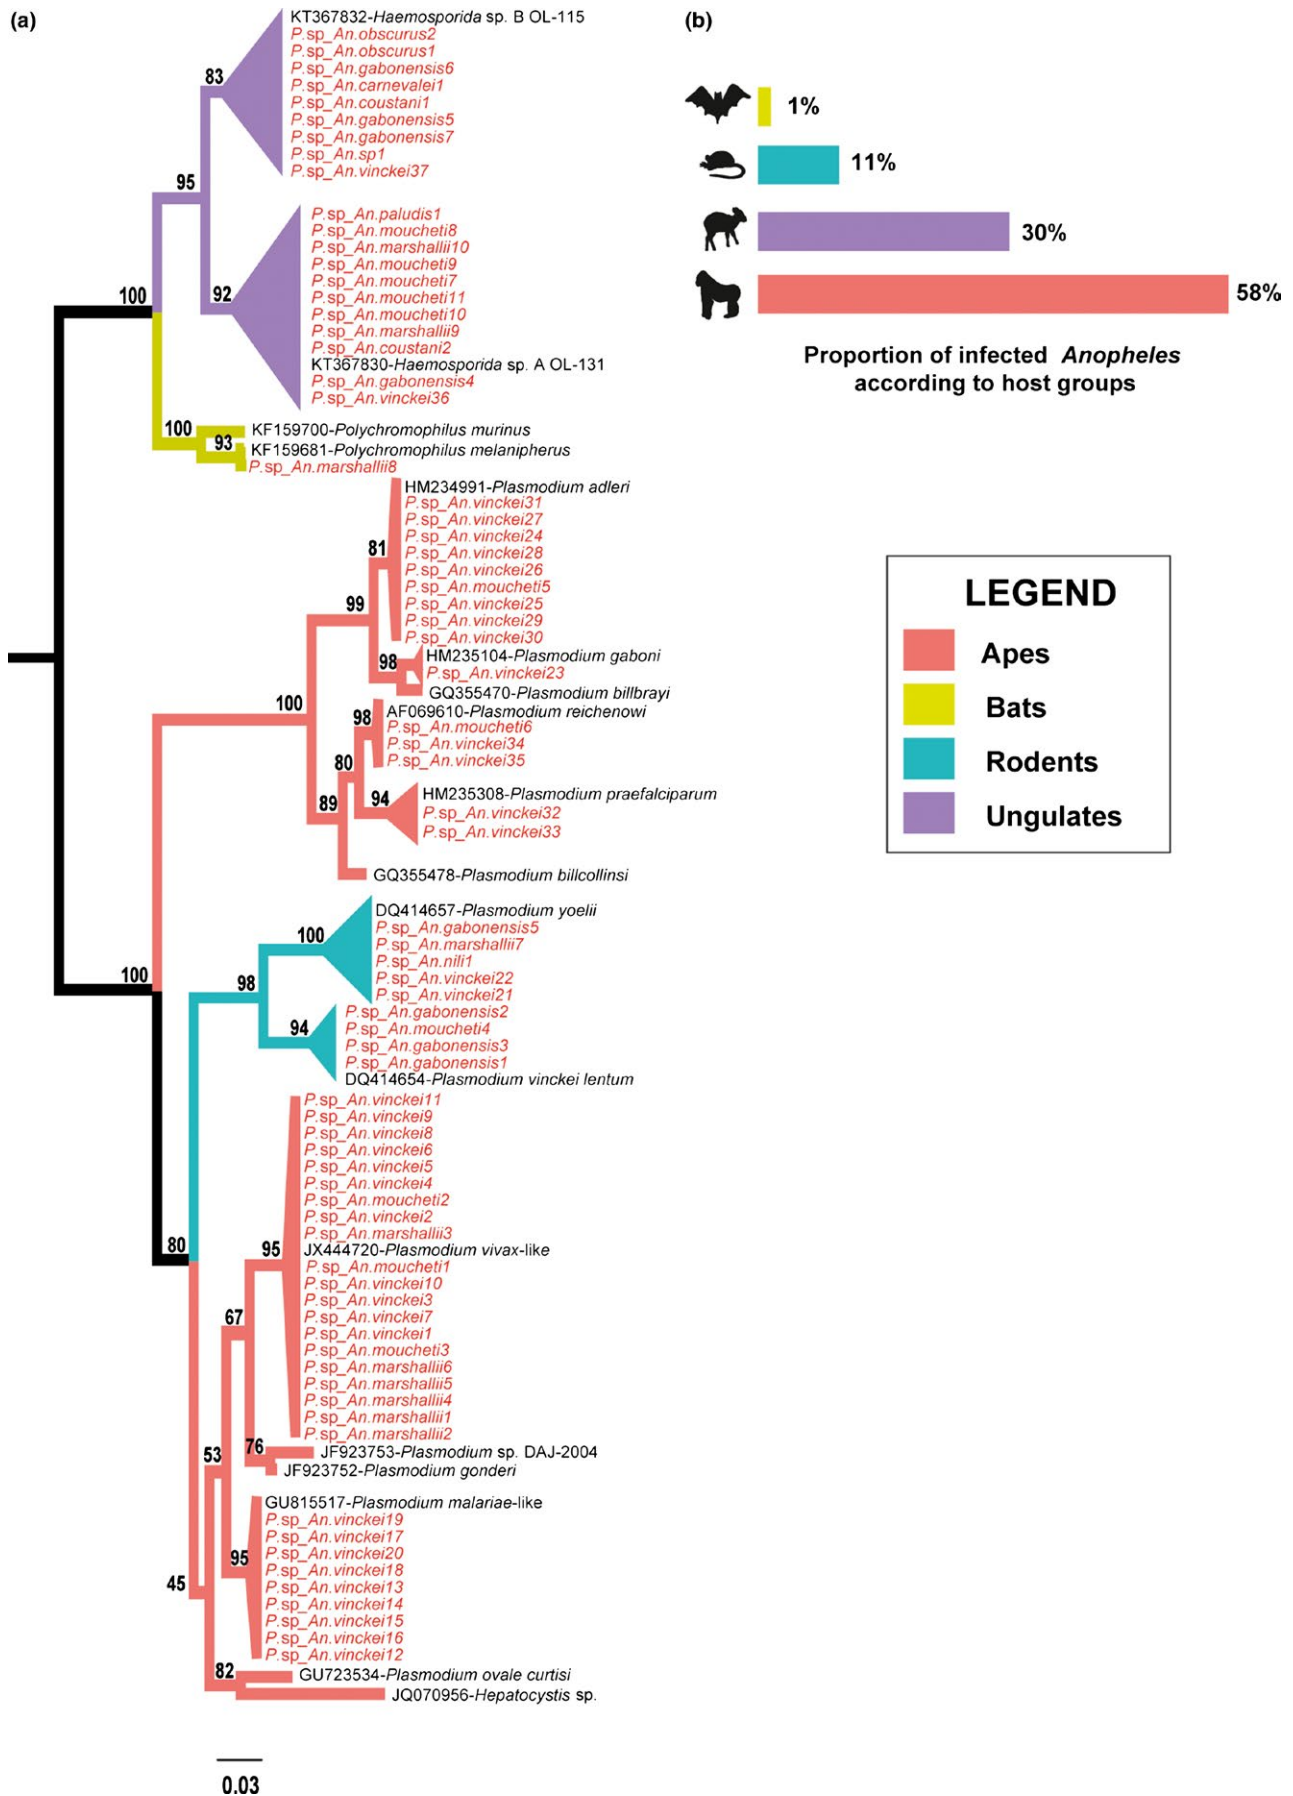 (a)
KT367832-Haemosporida sp. B OL-115
P.sp_An.obscurus2
P.sp_An.obscurus1
P.sp_An.gabonensis6
83
P.sp_An.carnevalei1
P.sp_An.coustani1
P.sp_An.gabonensis5
P.sp_An.gabonensis7
P.sp_An.sp1
P.sp_An.vinckei37
95
P.sp_An.paludis1
P.sp_An.moucheti8
P.sp_An.marshallii10
P.sp_An.moucheti9
P.sp_An.moucheti7
100
92
P.sp_An.moucheti11
P.sp_An.moucheti10
P.sp_An.marshallii9
P.sp_An.coustani2
KT367830-Haemosporida sp. A OL-131
P.sp_An.gabonensis4
P.sp_An.vinckei36
100
KF159700-Polychromophilus murinus
93
KF159681-Polychromophilus melanipherus
P.sp_An.marshallii8
HM234991-Plasmodium adleri
P.sp_An.vinckei31
P.sp_An.vinckei27
P.sp_An.vinckei24
81
P.sp_An.vinckei28
P.sp_An.vinckei26
P.sp_An.moucheti5
99
P.sp_An.vinckei25
P.sp_An.vinckei29
P.sp_An.vinckei30
98
HM235104-Plasmodium gaboni
P.sp_An.vinckei23
GQ355470-Plasmodium billbrayi
100
98
AF069610-Plasmodium reichenowi
P.sp_An.moucheti6
P.sp_An.vinckei34
P.sp_An.vinckei35
80
89
94
HM235308-Plasmodium praefalciparum
P.sp_An.vinckei32
P.sp_An.vinckei33
GQ355478-Plasmodium billcollinsi
100
DQ414657-Plasmodium yoelii
P.sp_An.gabonensis5
100
P.sp_An.marshallii7
P.sp_An.nili1
98
P.sp_An.vinckei22
P.sp_An.vinckei21
P.sp_An.gabonensis2
94
P.sp_An.moucheti4
P.sp_An.gabonensis3
P.sp_An.gabonensis1
DQ414654-Plasmodium vinckei lentum
P.sp_An.vinckei11
P.sp_An.vinckei9
P.sp_An.vinckei8
P.sp_An.vinckei6
P.sp_An.vinckei5
P.sp_An.vinckei4
P.sp_An.moucheti2
P.sp_An.vinckei2
P.sp_An.marshallii3
80
95
JX444720-Plasmodium vivax-like
P.sp_An.moucheti1
P.sp_An.vinckei10
P.sp_An.vinckei3
67
P.sp_An.vinckei7
P.sp_An.vinckei1
P.sp_An.moucheti3
P.sp_An.marshallii6
P.sp_An.marshallii5
P.sp_An.marshallii4
P.sp_An.marshallii1
P.sp_An.marshallii2
53
76
JF923753-Plasmodium sp. DAJ-2004
JF923752-Plasmodium gonderi
GU815517-Plasmodium malariae-like
P.sp_An.vinckei19
P.sp_An.vinckei17
95
P.sp_An.vinckei20
P.sp_An.vinckei18
45
P.sp_An.vinckei13
P.sp_An.vinckei14
P.sp_An.vinckei15
P.sp_An.vinckei16
P.sp_An.vinckei12
82
GU723534-Plasmodium ovale curtisi
JQ070956-Hepatocystis sp.
0.03
(b)
1%
11%
30%
58%
Proportion of infected Anopheles
according to host groups
LEGEND
Apes
Bats
Rodents
Ungulates